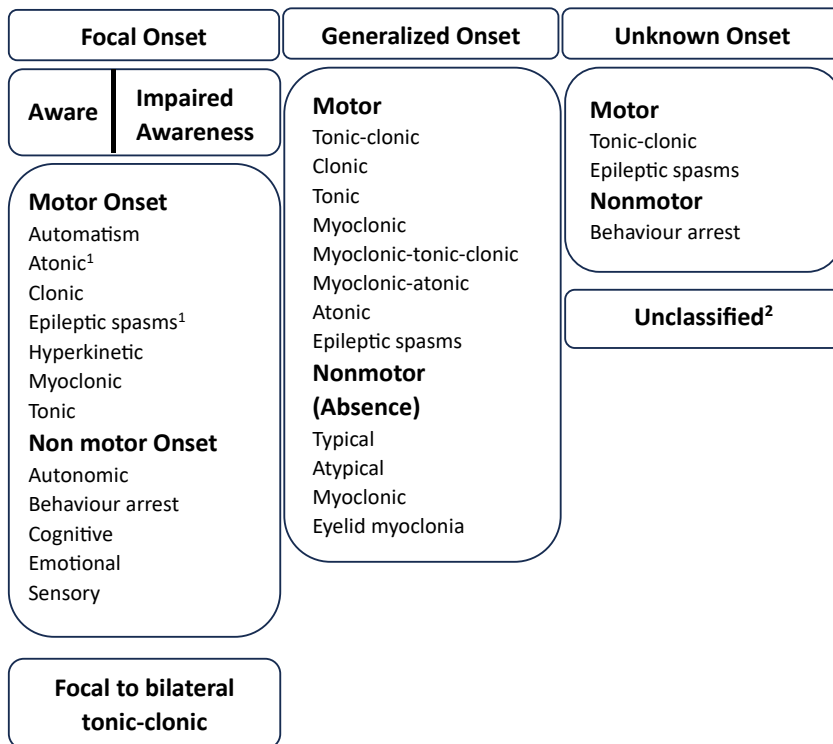 Focal Onset
Aware
Impaired
Awareness
Motor Onset
Automatism
Atonic¹
Clonic
Epileptic spasms¹
Hyperkinetic
Myoclonic
Tonic
Non motor Onset
Autonomic
Behaviour arrest
Cognitive
Emotional
Sensory
Focal to bilateral
tonic-clonic
Generalized Onset
Motor
Tonic-clonic
Clonic
Tonic
Myoclonic
Myoclonic-tonic-clonic
Myoclonic-atonic
Atonic
Epileptic spasms
Nonmotor
(Absence)
Typical
Atypical
Myoclonic
Eyelid myoclonia
Unknown Onset
Motor
Tonic-clonic
Epileptic spasms
Nonmotor
Behaviour arrest
Unclassified²